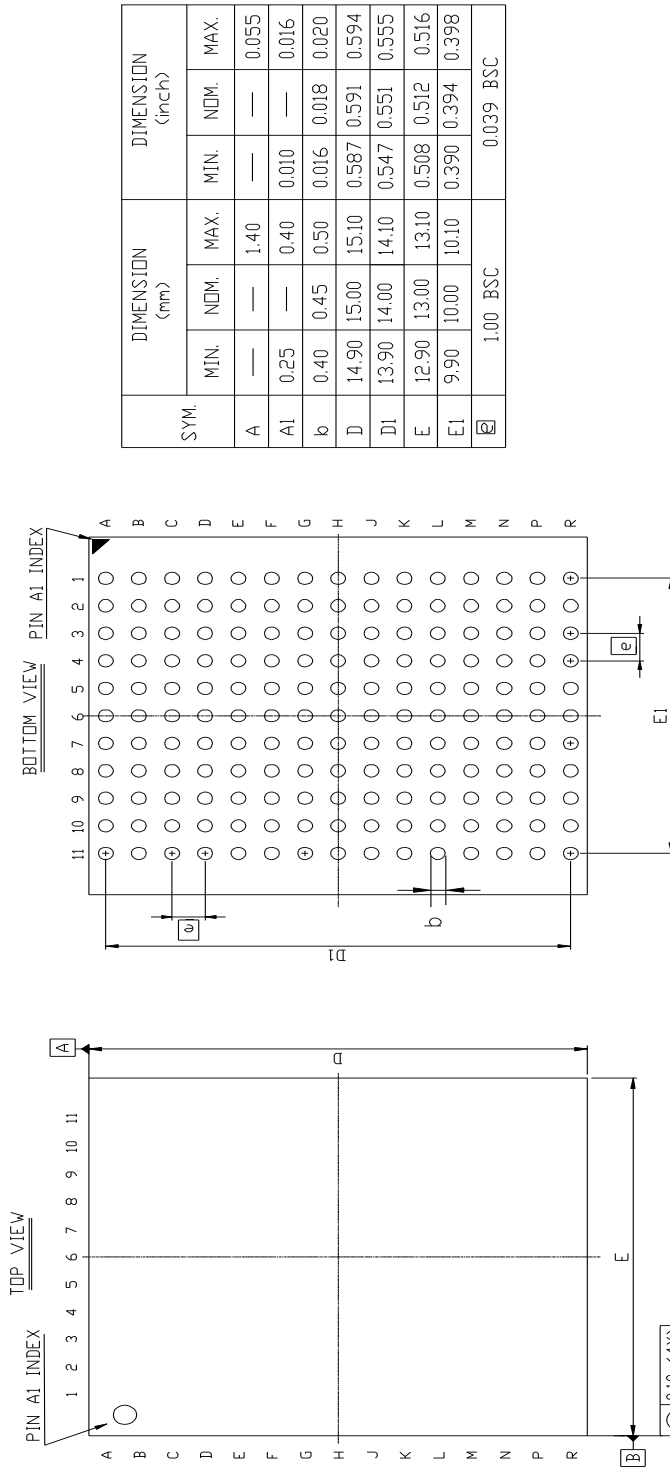 TOP VIEW
PIN A1 INDEX
1 2 3 4 5 6 7 8 9 10 11
A
B
C
D
E
F
G
H
J
K
L
M
N
P
R
A
D
E
B
BOTTOM VIEW
PIN A1 INDEX
11 10 9 8 7 6 5 4 3 2 1
A
B
C
D
E
F
G
H
J
K
L
M
N
P
R
e
D1
b
e
E1
SYM. DIMENSION (mm) DIMENSION (inch)
MIN. NOM. MAX. MIN. NOM. MAX.
A — — 1.40 — — 0.055
A1 0.25 — 0.40 0.010 — 0.016
b 0.40 0.45 0.50 0.016 0.018 0.020
D 14.90 15.00 15.10 0.587 0.591 0.594
D1 13.90 14.00 14.10 0.547 0.551 0.555
E 12.90 13.00 13.10 0.508 0.512 0.516
E1 9.90 10.00 10.10 0.390 0.394 0.398
e 1.00 BSC 0.039 BSC